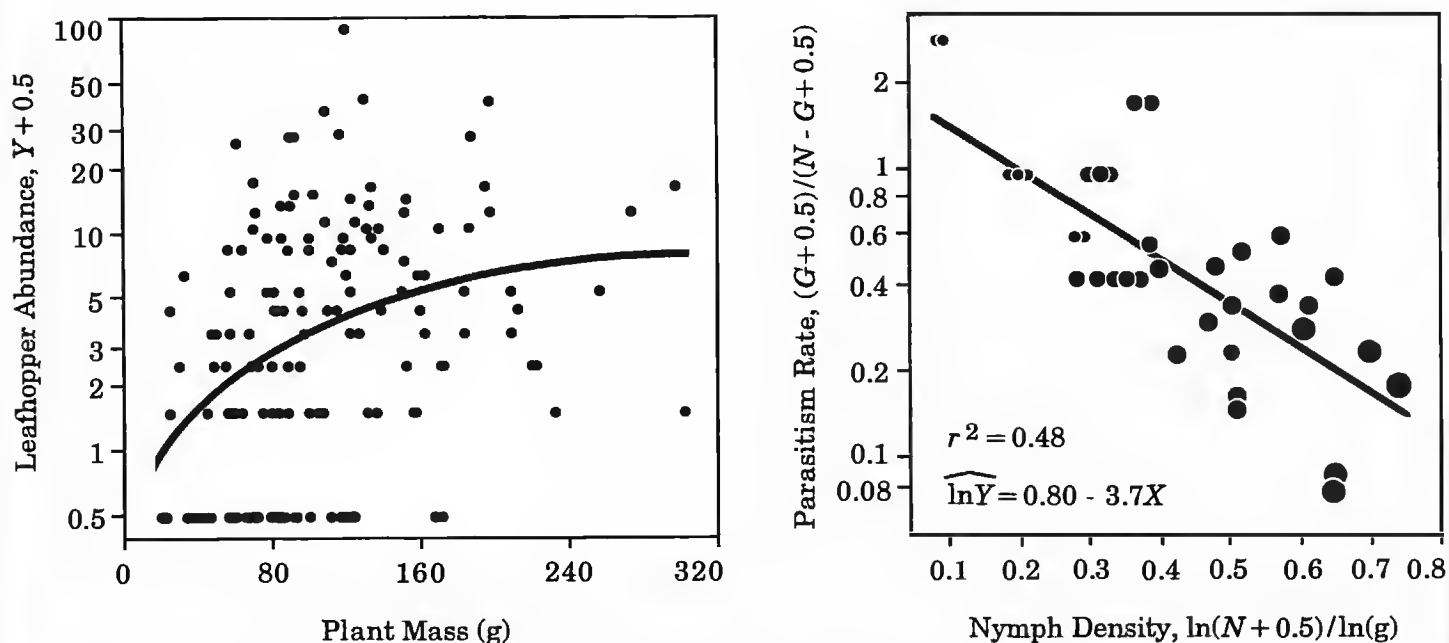 100
50
30
20
10
5
3
2
1
0.5
0 80 160 240 320
Leafhopper Abundance, Y + 0.5
Plant Mass (g)
2
1
0.8
0.6
0.4
0.2
0.1
0.08
0.1 0.2 0.3 0.4 0.5 0.6 0.7 0.8
Parasitism Rate, (G + 0.5)/(N - G + 0.5)
r² = 0.48
l̂nY = 0.80 - 3.7X
Nymph Density, ln(N + 0.5)/ln(g)